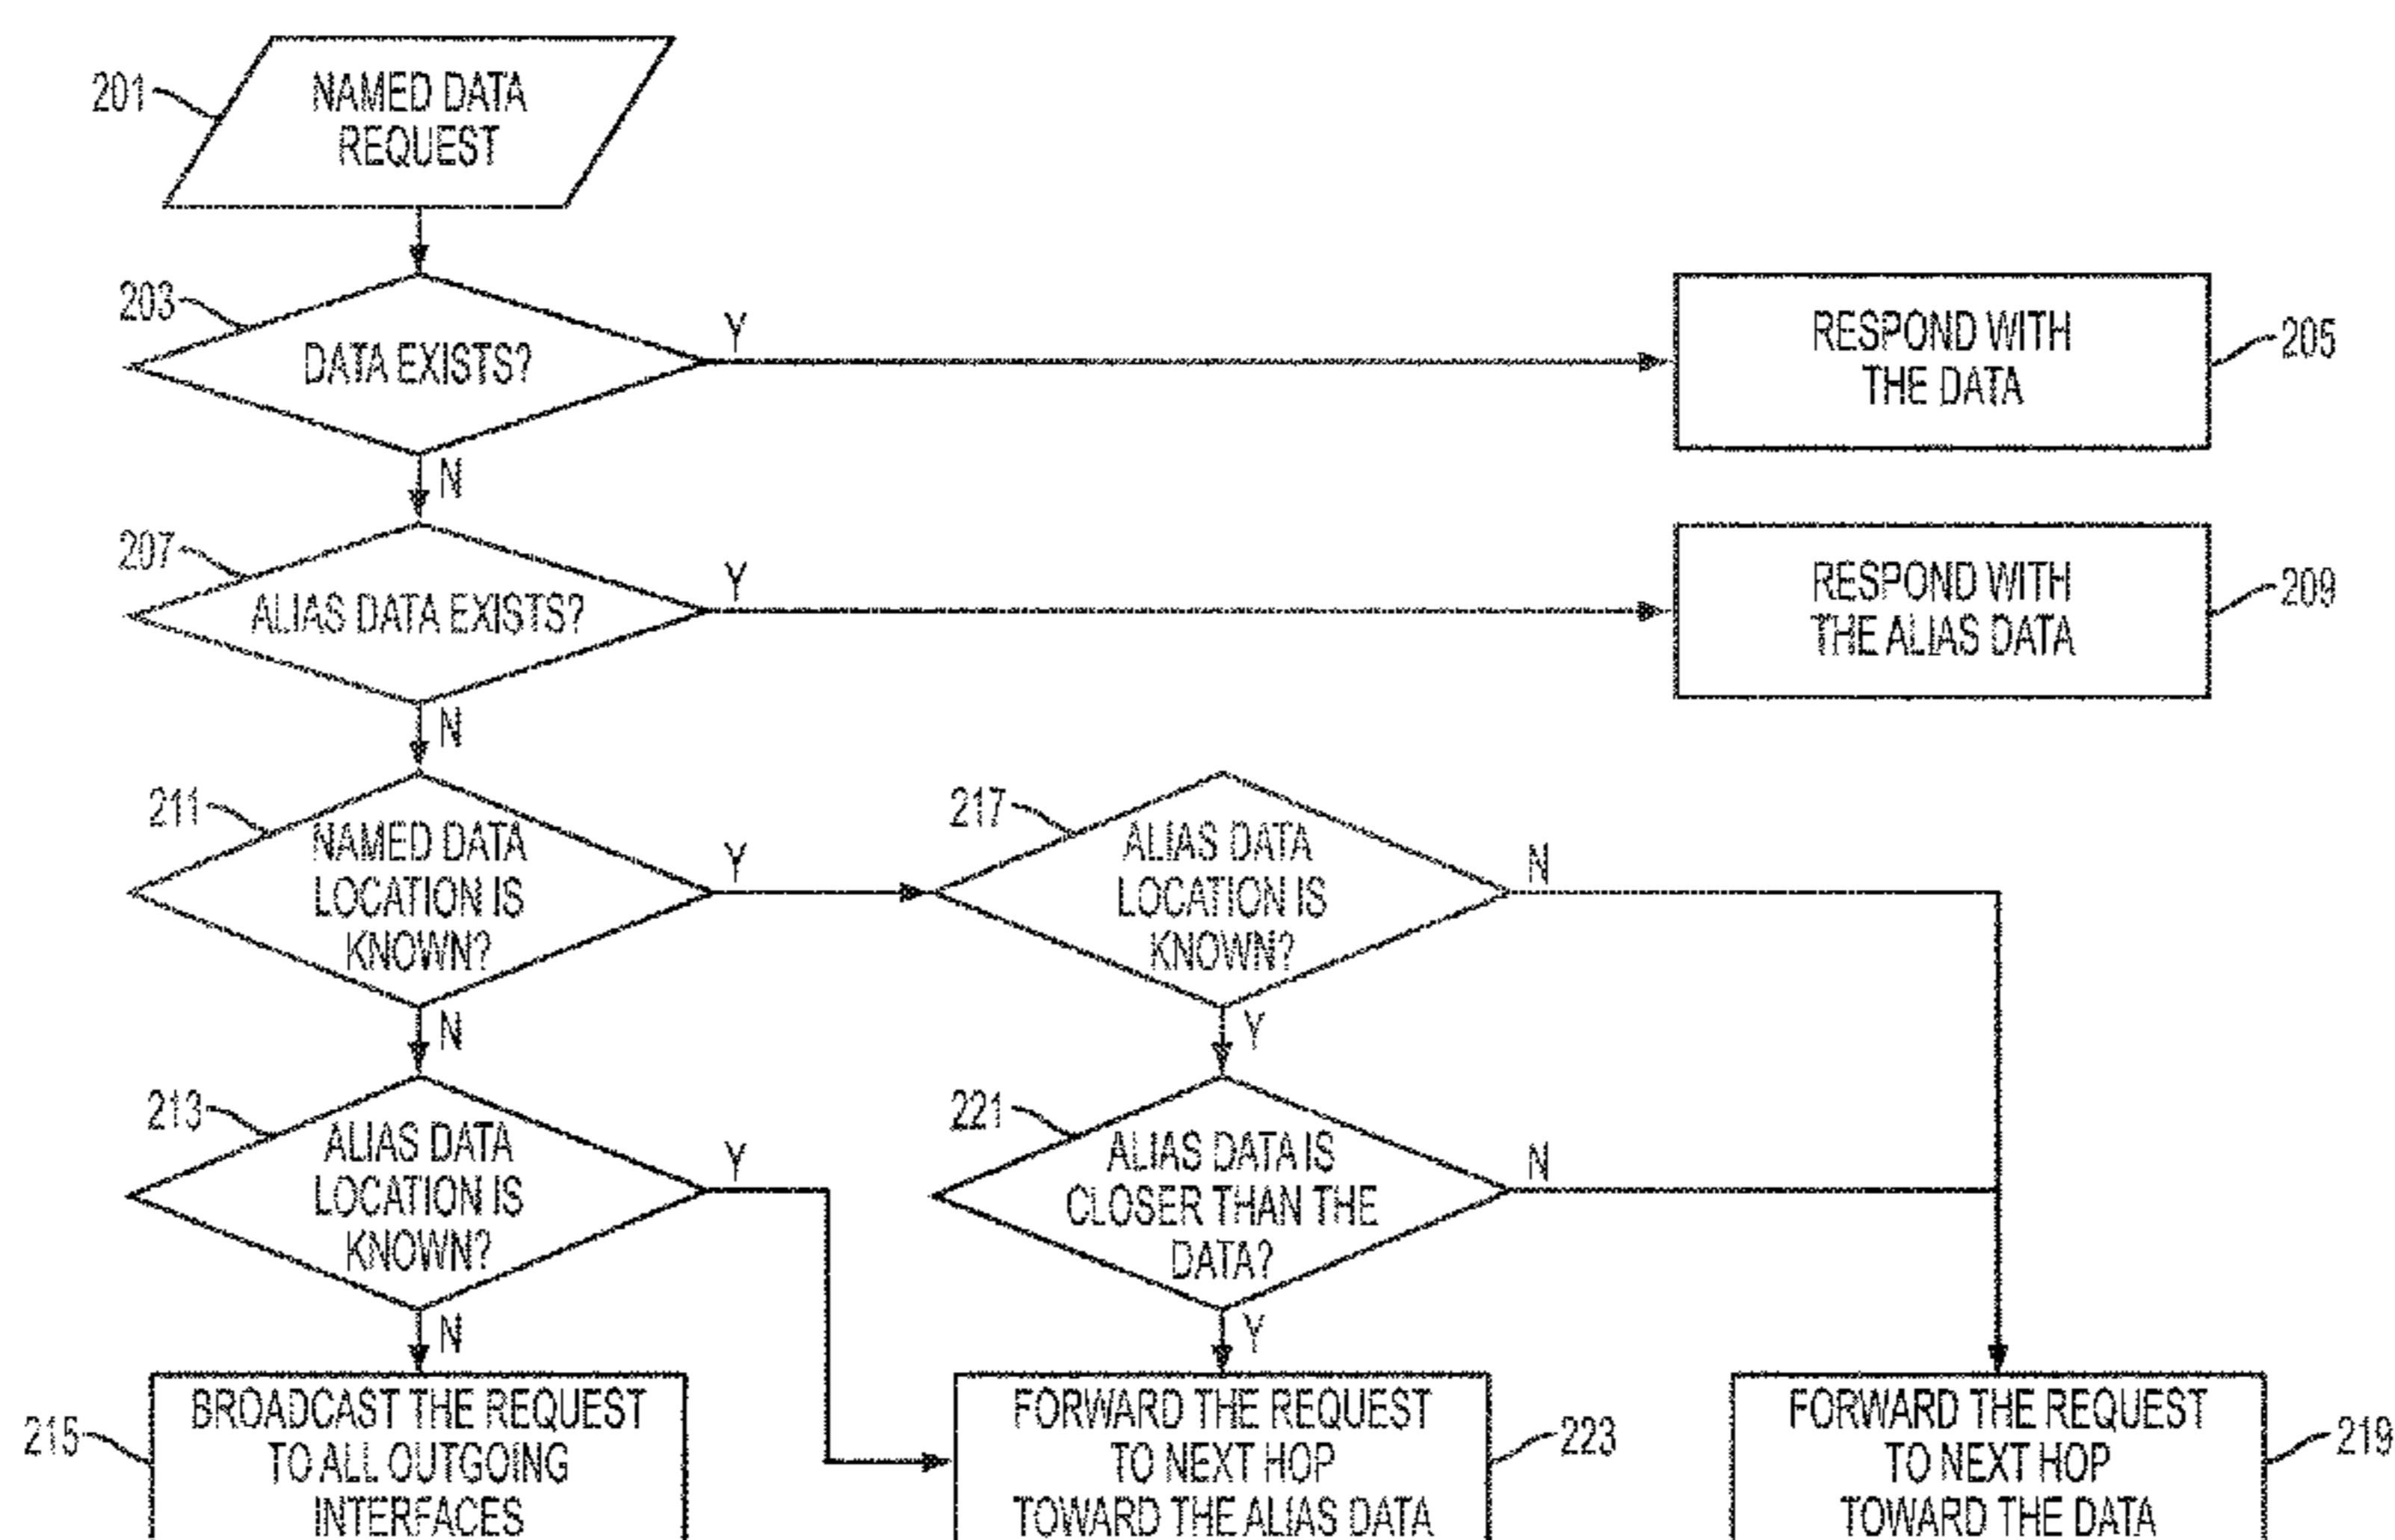 201
NAMED DATA
REQUEST
203
DATA EXISTS?
Y
N
RESPOND WITH
THE DATA
205
207
ALIAS DATA EXISTS?
Y
N
RESPOND WITH
THE ALIAS DATA
209
211
NAMED DATA
LOCATION IS
KNOWN?
Y
N
217
ALIAS DATA
LOCATION IS
KNOWN?
N
Y
213
ALIAS DATA
LOCATION IS
KNOWN?
Y
N
221
ALIAS DATA IS
CLOSER THAN THE
DATA?
N
Y
215
BROADCAST THE REQUEST
TO ALL OUTGOING
INTERFACES
FORWARD THE REQUEST
TO NEXT HOP
TOWARD THE ALIAS DATA
223
FORWARD THE REQUEST
TO NEXT HOP
TOWARD THE DATA
219